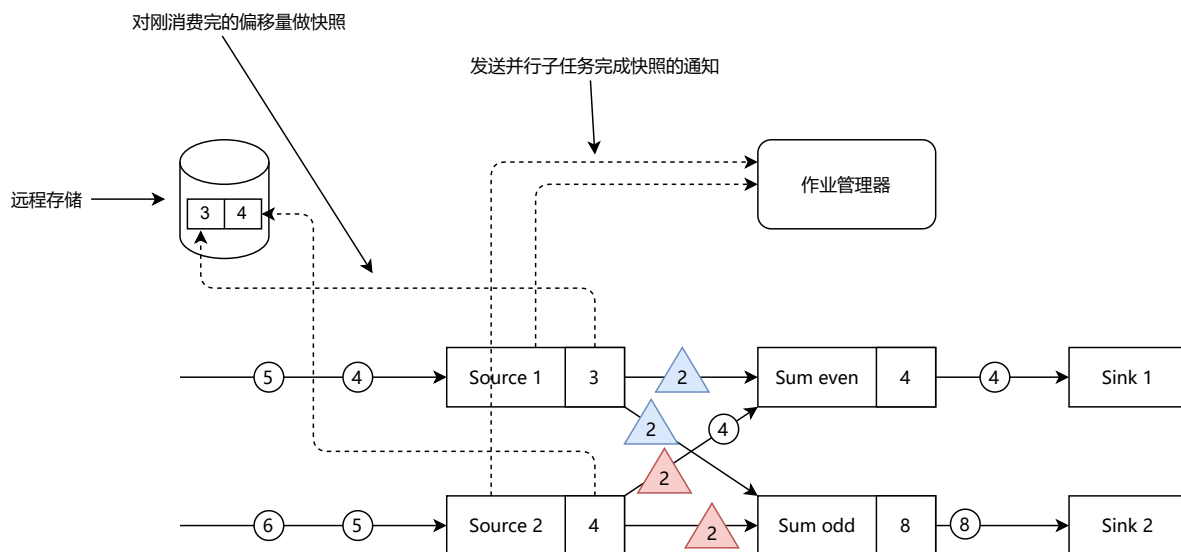 对刚消费完的偏移量做快照
发送并行子任务完成快照的通知
远程存储
3 4
作业管理器
5 4 Source 1 3 2 Sum even 4 4 Sink 1
2 4
2
6 5 Source 2 4 2 Sum odd 8 8 Sink 2